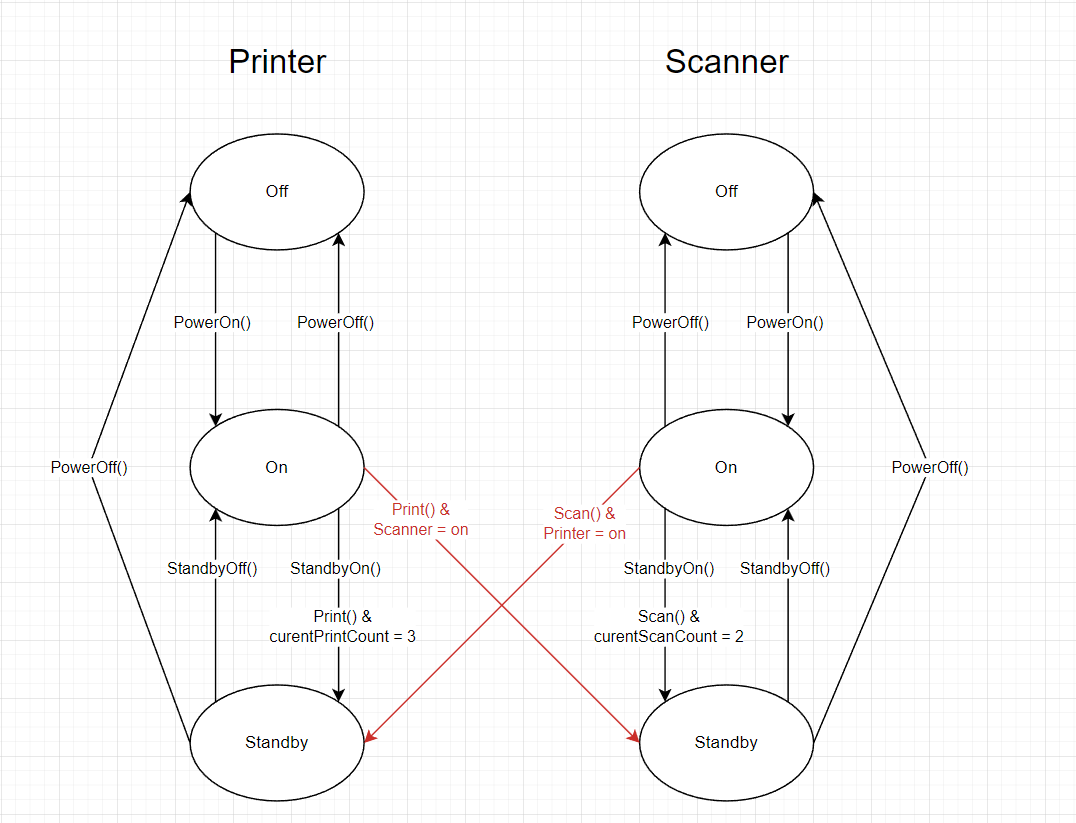 Printer
Scanner
Off
Off
PowerOn()
PowerOff()
PowerOff()
PowerOn()
PowerOff()
On
On
PowerOff()
Print() &
Scanner = on
Scan() &
Printer = on
StandbyOff()
StandbyOn()
StandbyOn()
StandbyOff()
Print() &
curentPrintCount = 3
Scan() &
curentScanCount = 2
Standby
Standby